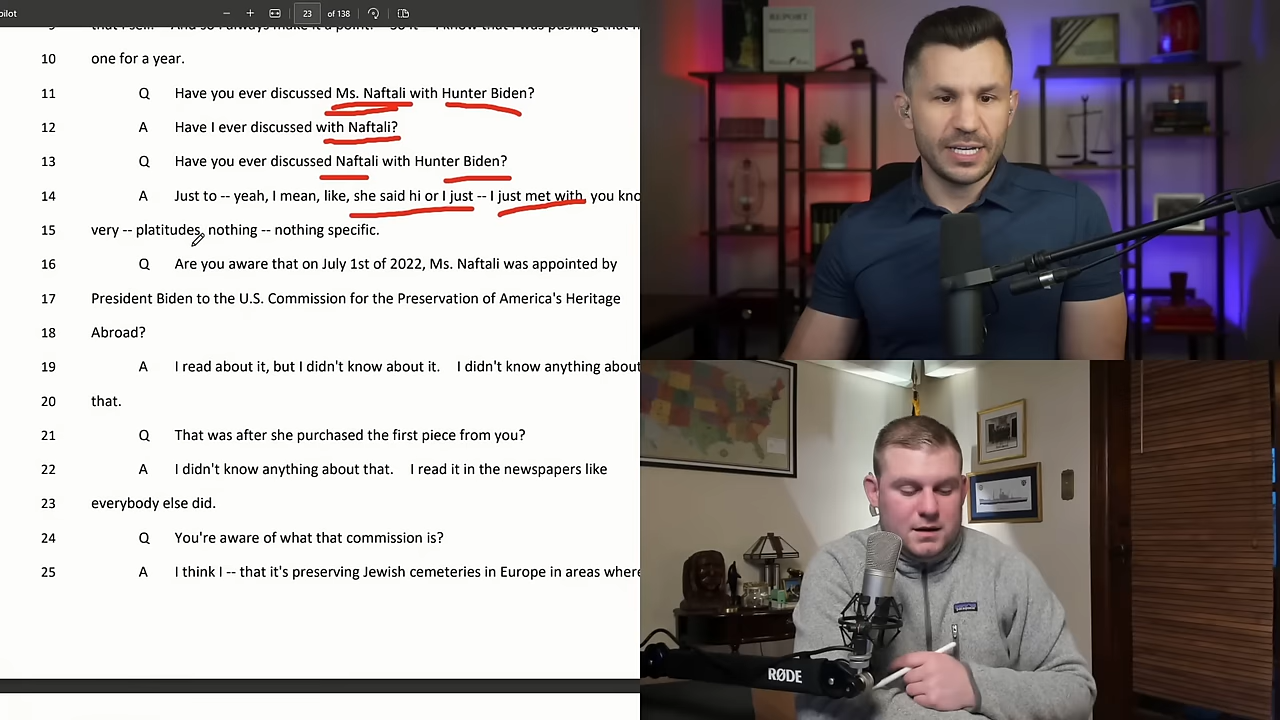 pilot
23 of 138
10 one for a year.
11 Q Have you ever discussed Ms. Naftali with Hunter Biden?
12 A Have I ever discussed with Naftali?
13 Q Have you ever discussed Naftali with Hunter Biden?
14 A Just to -- yeah, I mean, like, she said hi or I just -- I just met with, you kno
15 very -- platitudes, nothing -- nothing specific.
16 Q Are you aware that on July 1st of 2022, Ms. Naftali was appointed by
17 President Biden to the U.S. Commission for the Preservation of America's Heritage
18 Abroad?
19 A I read about it, but I didn't know about it. I didn't know anything about
20 that.
21 Q That was after she purchased the first piece from you?
22 A I didn't know anything about that. I read it in the newspapers like
23 everybody else did.
24 Q You're aware of what that commission is?
25 A I think I -- that it's preserving Jewish cemeteries in Europe in areas where
REPORT
RØDE
patagonia